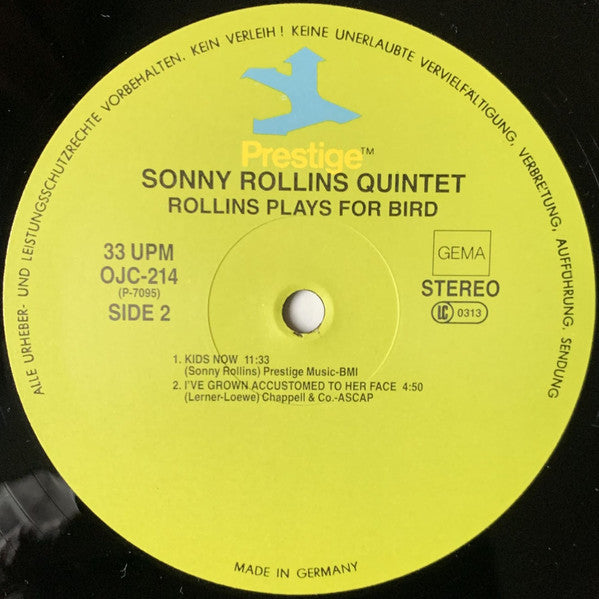 ALLE URHEBER- UND LEISTUNGSSCHUTZRECHTE VORBEHALTEN. KEIN VERLEIH! KEINE UNERLAUBTE VERVIELFÄLTIGUNG, VERBREITUNG, AUFFÜHRUNG, SENDUNG
Prestige™
SONNY ROLLINS QUINTET
ROLLINS PLAYS FOR BIRD
33 UPM
OJC-214
(P-7095)
SIDE 2
GEMA
STEREO
LC 0313
1. KIDS NOW 11:33
(Sonny Rollins) Prestige Music-BMI
2. I'VE GROWN ACCUSTOMED TO HER FACE 4:50
(Lerner-Loewe) Chappell & Co.-ASCAP
MADE IN GERMANY